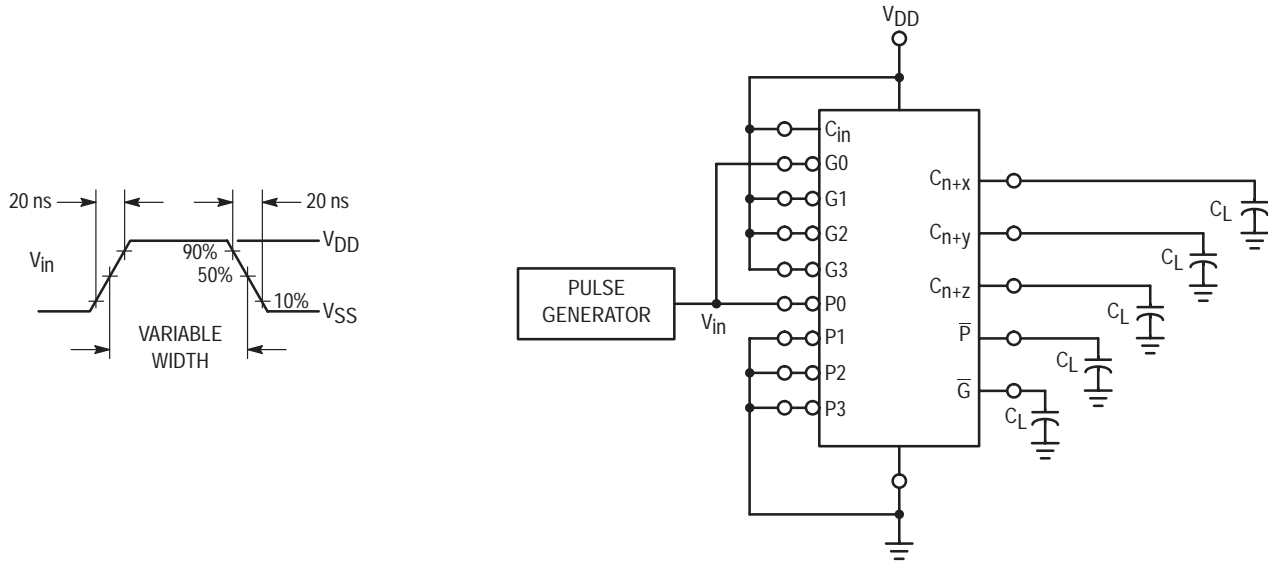 20 ns
20 ns
V_in
90%
50%
10%
V_DD
V_SS
VARIABLE
WIDTH
PULSE
GENERATOR
V_in
V_DD
C_in
G0
G1
G2
G3
P0
P1
P2
P3
C_n+x
C_n+y
C_n+z
P̅
G̅
C_L
C_L
C_L
C_L
C_L